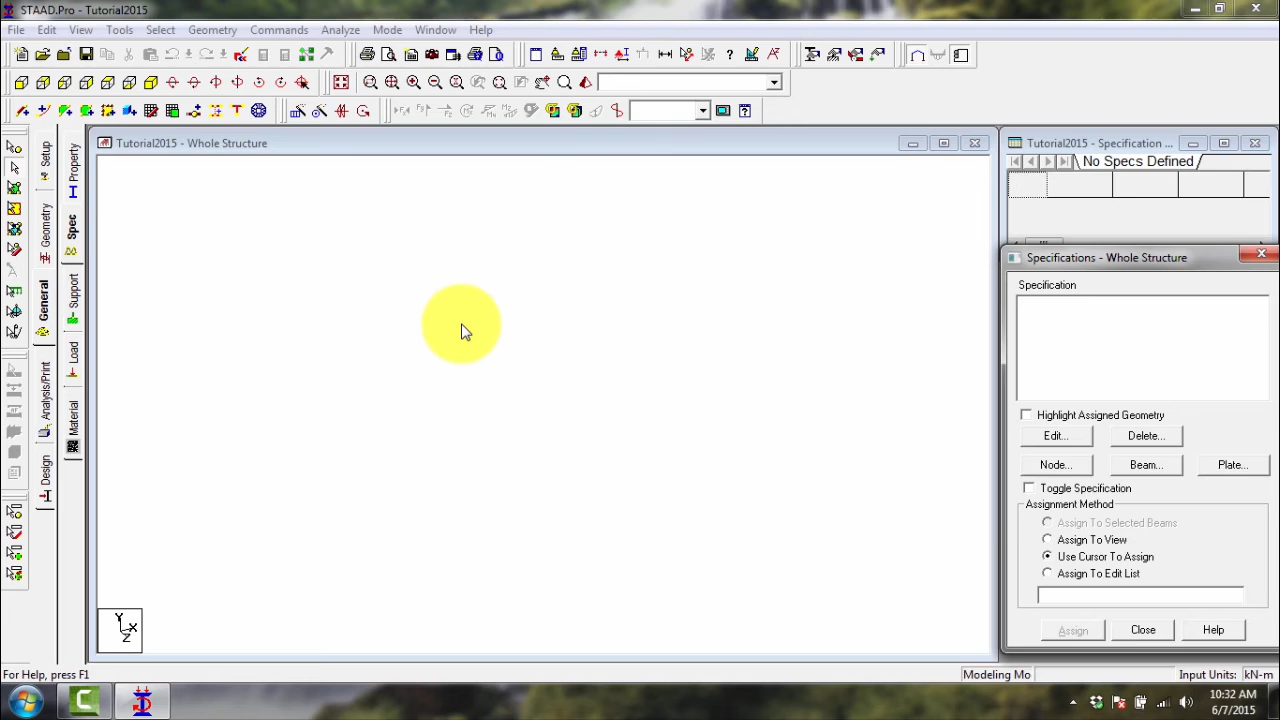 STAAD.Pro - Tutorial2015
File Edit View Tools Select Geometry Commands Analyze Mode Window Help
Setup
Geometry
General
Analysis/Print
Design
Property
Spec
Support
Load
Material
Tutorial2015 - Whole Structure
Y
X
Z
Tutorial2015 - Specification ...
No Specs Defined
Specifications - Whole Structure
Specification
Highlight Assigned Geometry
Edit... Delete...
Node... Beam... Plate...
Toggle Specification
Assignment Method
Assign To Selected Beams
Assign To View
Use Cursor To Assign
Assign To Edit List
Assign Close Help
For Help, press F1
Modeling Mo
Input Units: kN-m
10:32 AM
6/7/2015